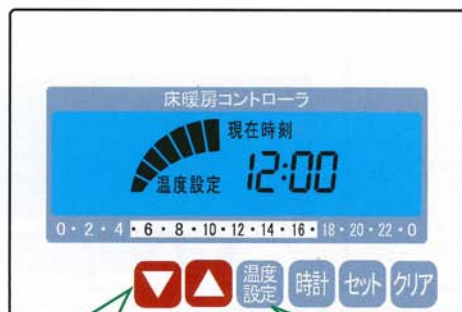 床暖房コントローラ
現在時刻
温度設定 12:00
0・2・4・6・8・10・12・14・16・18・20・22・0
▼ ▲ 温度設定 時計 セット クリア